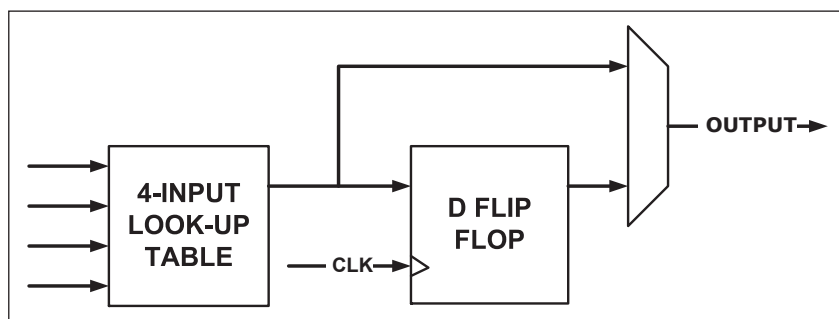 4-INPUT
LOOK-UP
TABLE
D FLIP
FLOP
CLK
OUTPUT